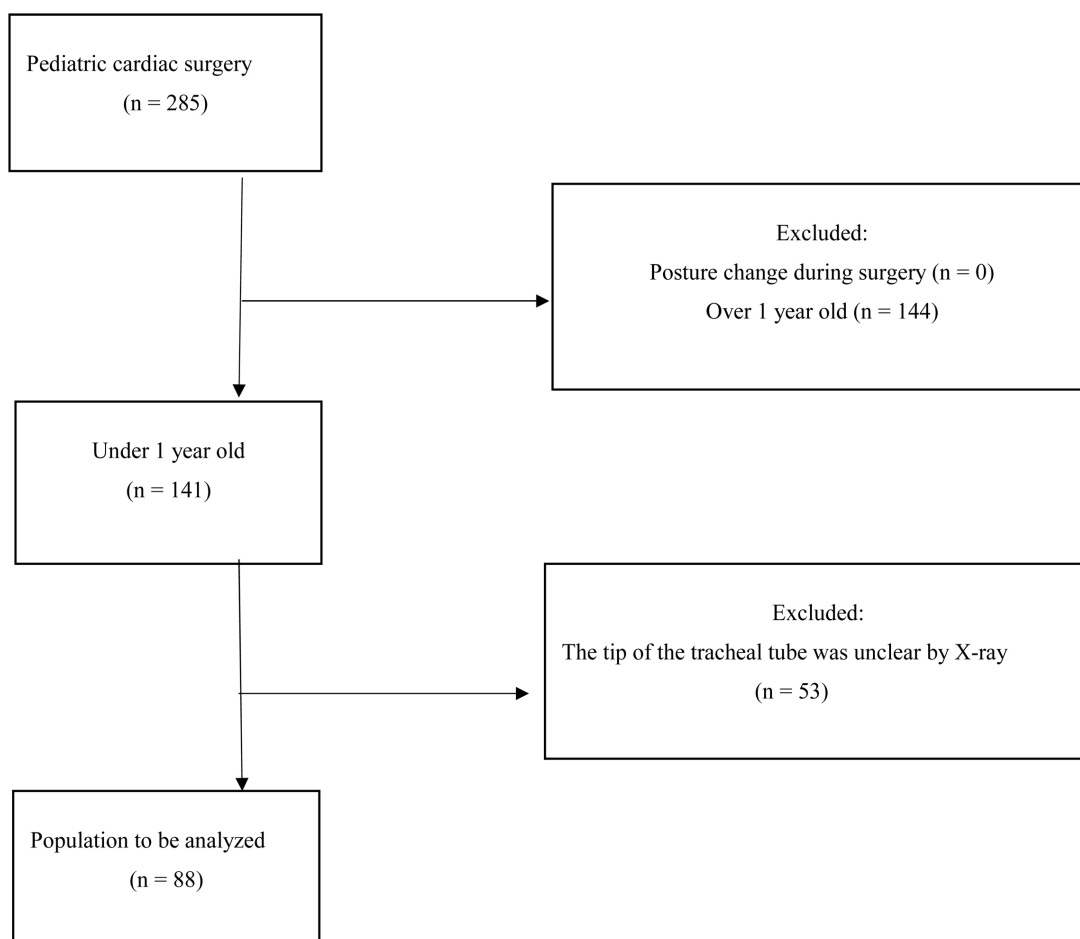 Pediatric cardiac surgery
(n = 285)
Excluded:
Posture change during surgery (n = 0)
Over 1 year old (n = 144)
Under 1 year old
(n = 141)
Excluded:
The tip of the tracheal tube was unclear by X-ray
(n = 53)
Population to be analyzed
(n = 88)